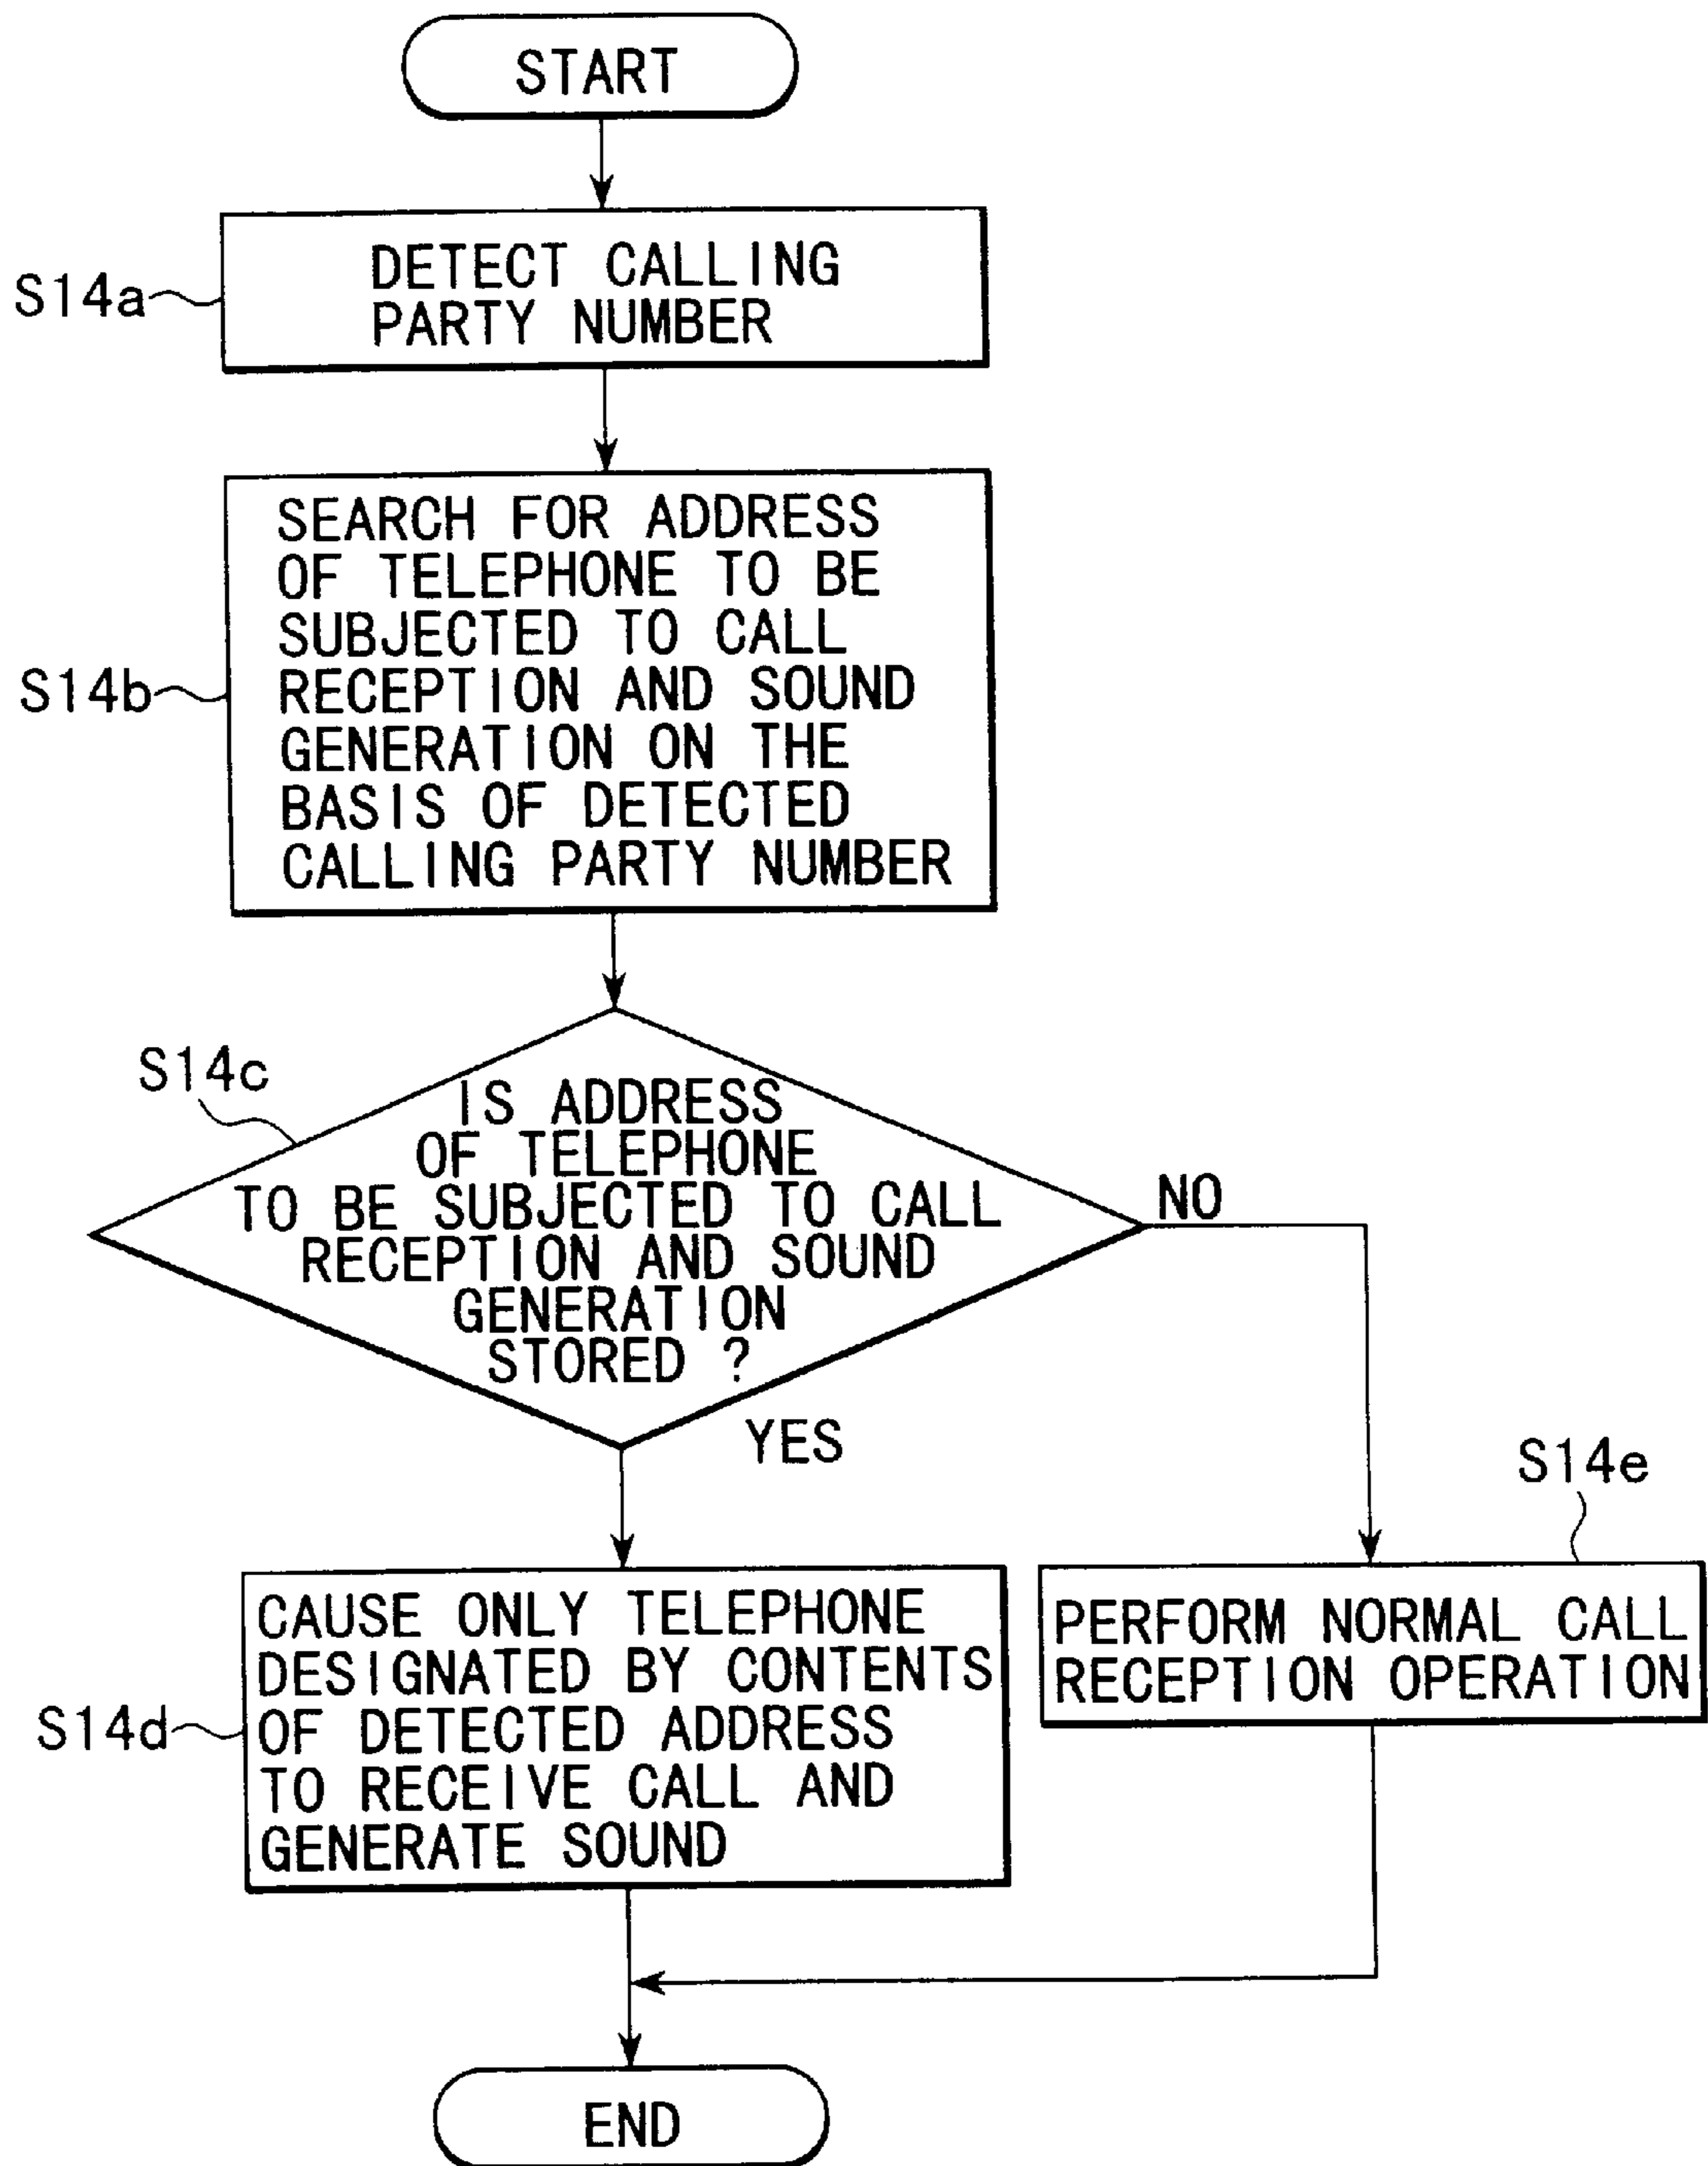 START
S14a
DETECT CALLING
PARTY NUMBER
S14b
SEARCH FOR ADDRESS
OF TELEPHONE TO BE
SUBJECTED TO CALL
RECEPTION AND SOUND
GENERATION ON THE
BASIS OF DETECTED
CALLING PARTY NUMBER
S14c
IS ADDRESS
OF TELEPHONE
TO BE SUBJECTED TO CALL
RECEPTION AND SOUND
GENERATION
STORED ?
NO
YES
S14d
CAUSE ONLY TELEPHONE
DESIGNATED BY CONTENTS
OF DETECTED ADDRESS
TO RECEIVE CALL AND
GENERATE SOUND
S14e
PERFORM NORMAL CALL
RECEPTION OPERATION
END